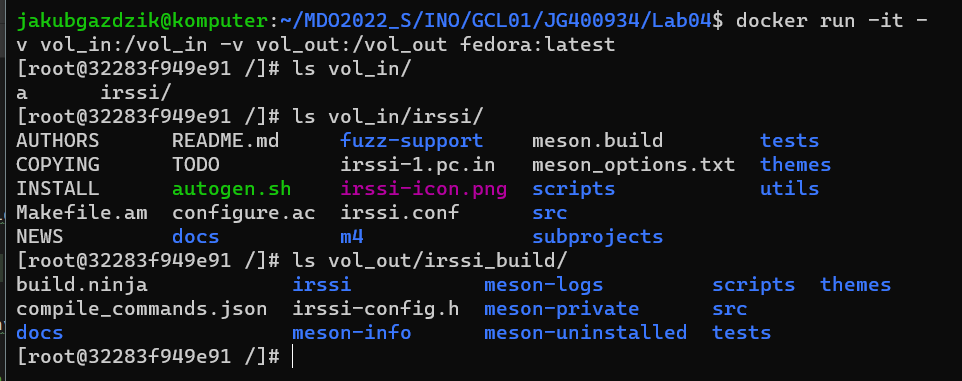 jakubgazdzik@komputer:~/MDO2022_S/INO/GCL01/JG400934/Lab04$ docker run -it -
v vol_in:/vol_in -v vol_out:/vol_out fedora:latest
[root@32283f949e91 /]# ls vol_in/
a      irssi/
[root@32283f949e91 /]# ls vol_in/irssi/
AUTHORS      README.md     fuzz-support   meson.build        tests
COPYING      TODO          irssi-1.pc.in  meson_options.txt  themes
INSTALL      autogen.sh    irssi-icon.png  scripts            utils
Makefile.am  configure.ac  irssi.conf     src
NEWS         docs          m4             subprojects
[root@32283f949e91 /]# ls vol_out/irssi_build/
build.ninja            irssi           meson-logs         scripts  themes
compile_commands.json  irssi-config.h  meson-private      src
docs                   meson-info      meson-uninstalled  tests
[root@32283f949e91 /]#